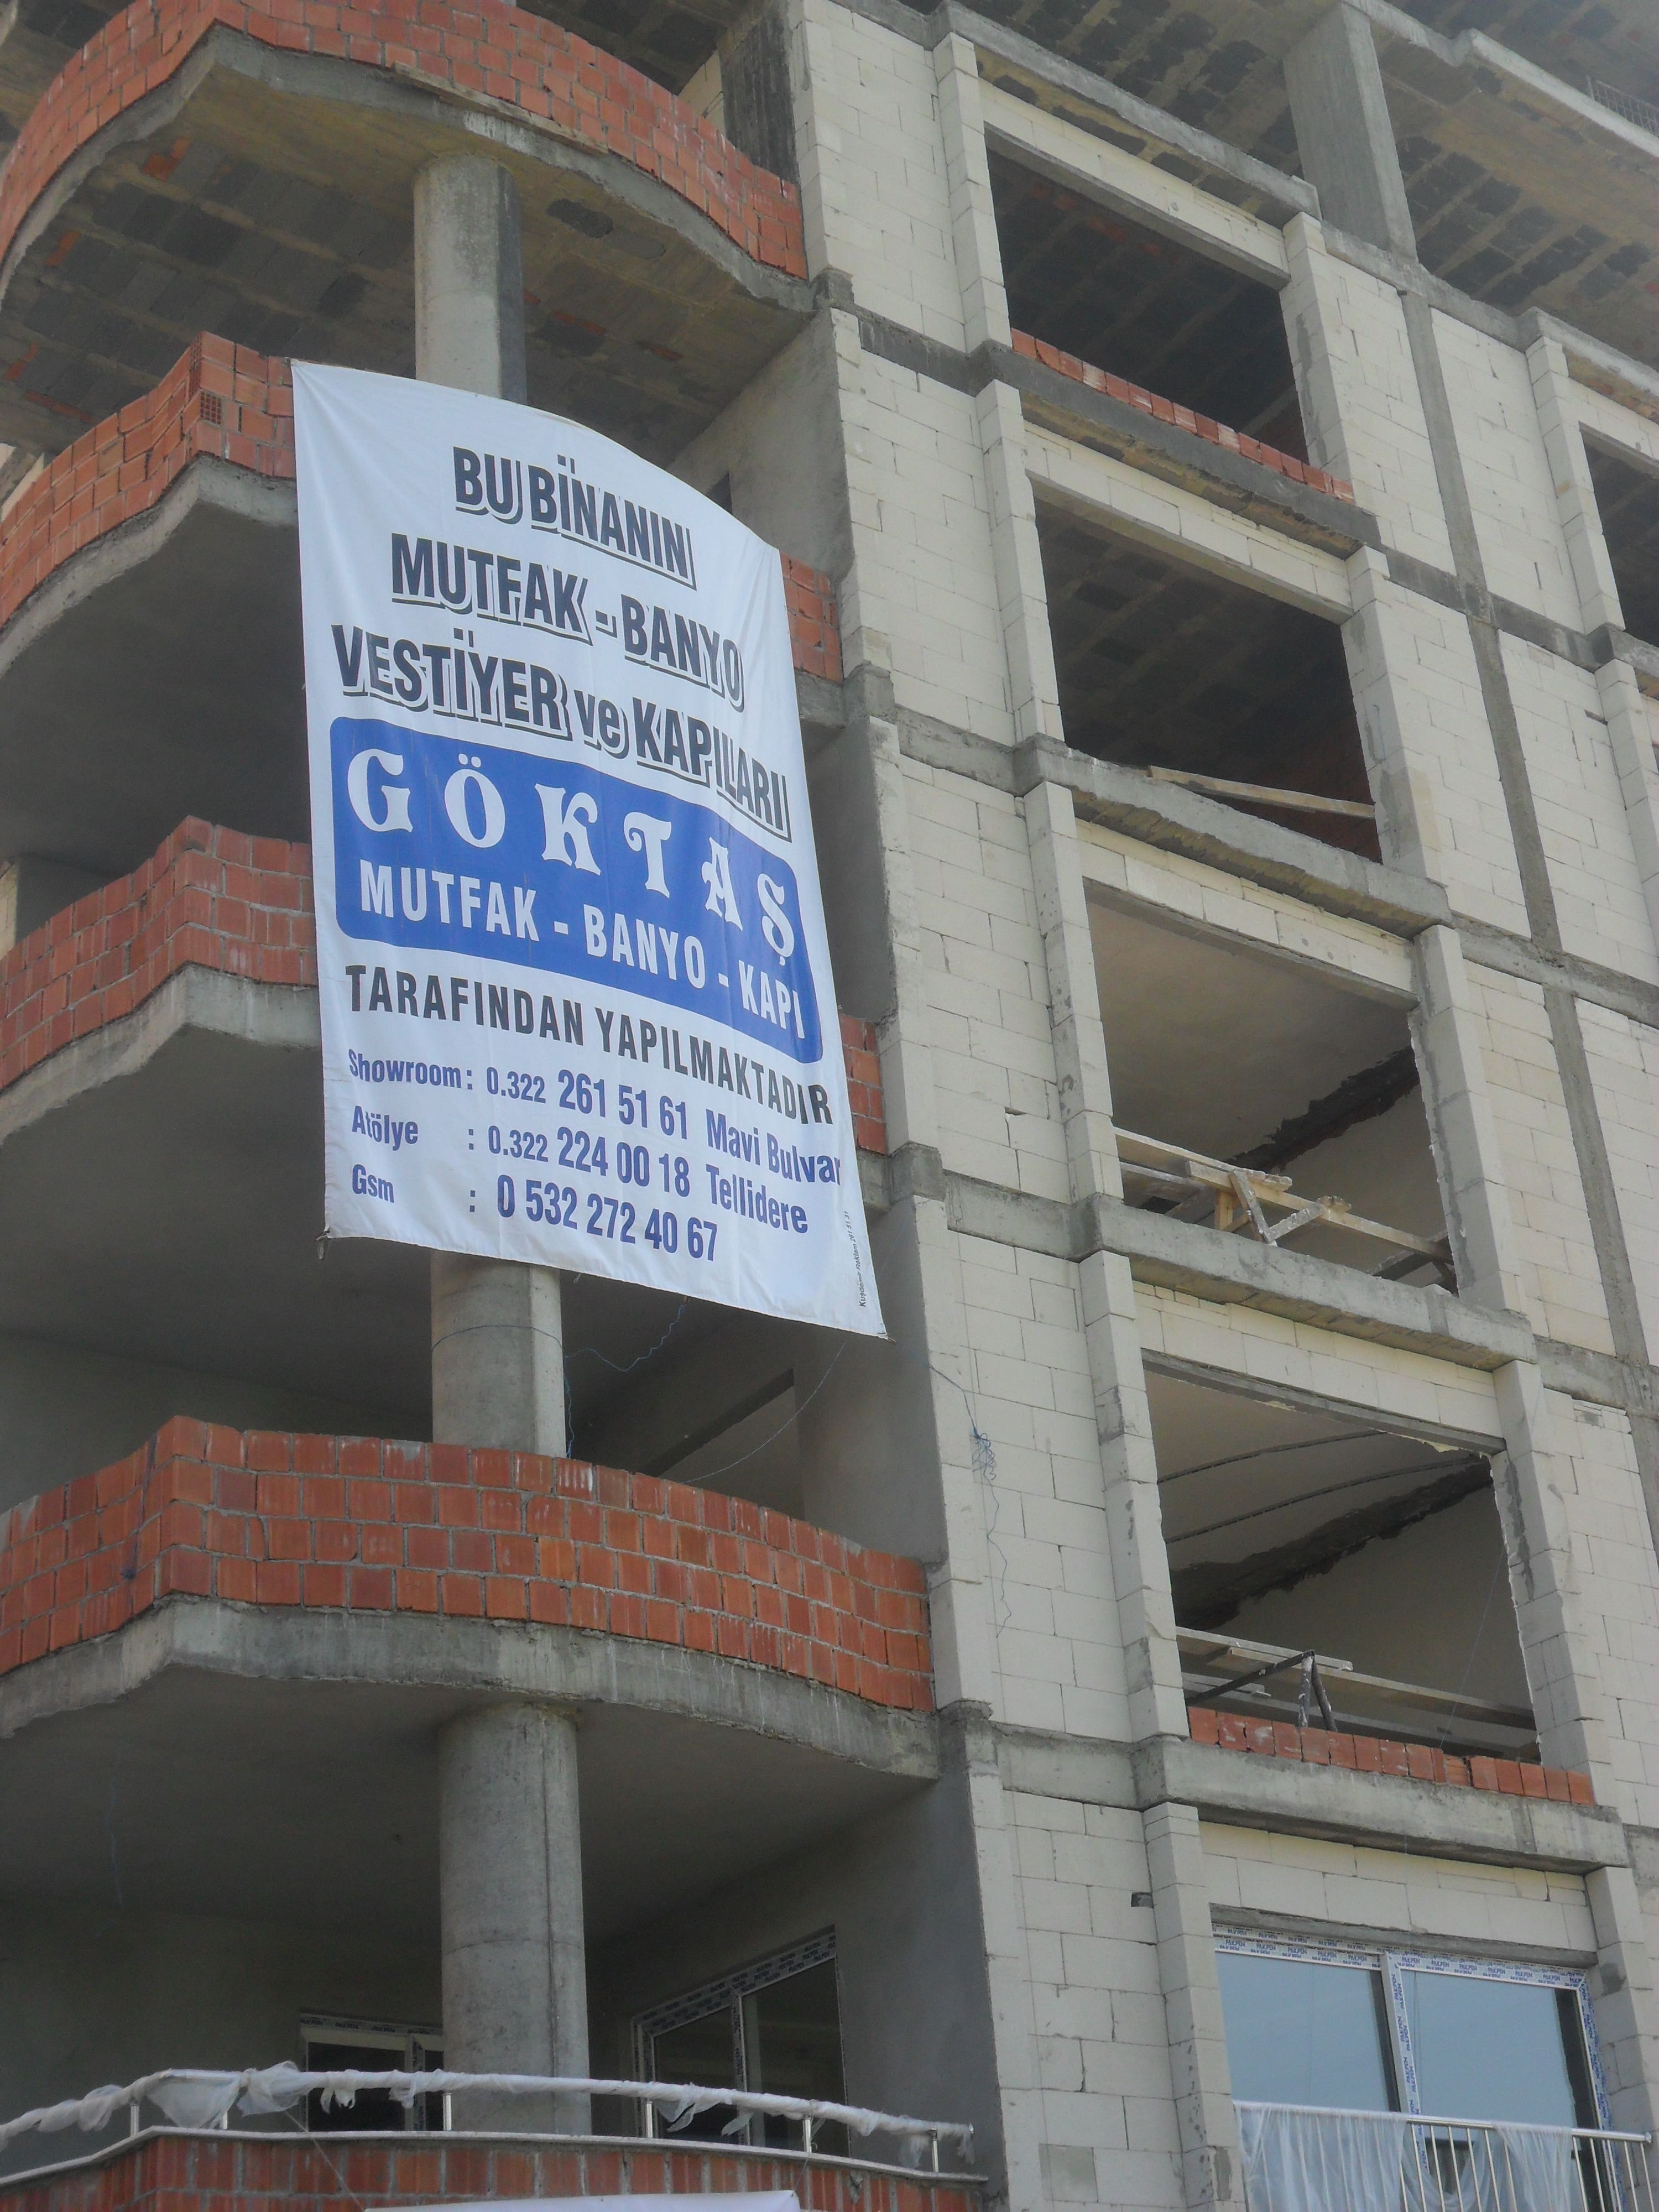 BU BİNANIN
MUTFAK - BANYO
VESTİYER ve KAPILARI
GÖKTAŞ
MUTFAK - BANYO - KAPI
TARAFINDAN YAPILMAKTADIR
Showroom: 0.322 261 51 61 Mavi Bulvar
Atölye : 0.322 224 00 18 Tellidere
Gsm : 0 532 272 40 67